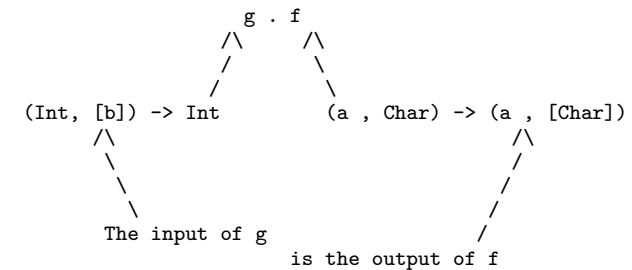 g . f
(Int, [b]) -> Int (a , Char) -> (a , [Char])
The input of g
is the output of f